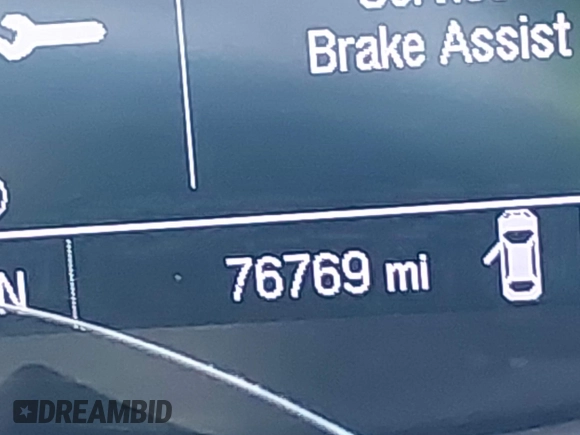 Brake Assist
76769 mi
N
DREAMBID